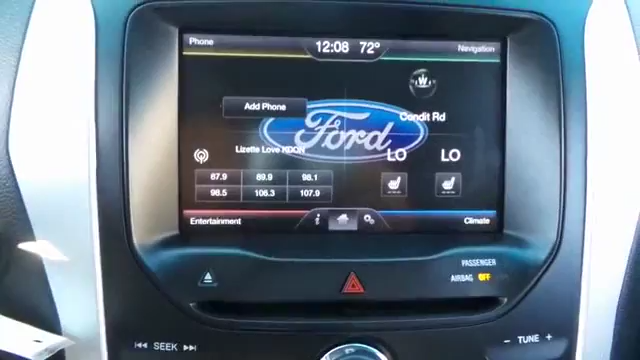 Phone
12:08 72°
Navigation
W
Add Phone
Ford
Condit Rd
Lizette Love KOON
LO LO
87.9 89.9 98.1
98.5 106.3 107.9
Entertainment
i
Climate
PASSENGER
AIRBAG OFF
SEEK
- TUNE +